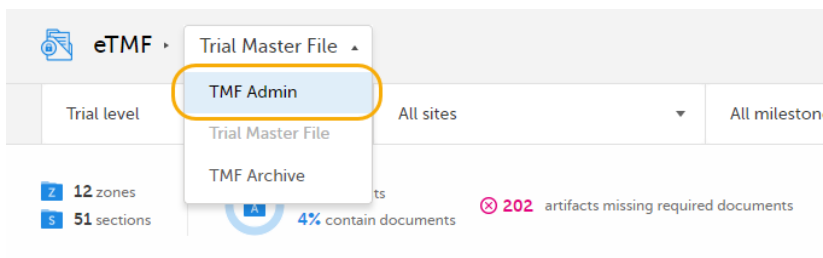 eTMF
Trial Master File
TMF Admin
Trial Master File
TMF Archive
Trial level
All sites
All mileston
Z 12 zones
S 51 sections
A
ts
4% contain documents
202 artifacts missing required documents